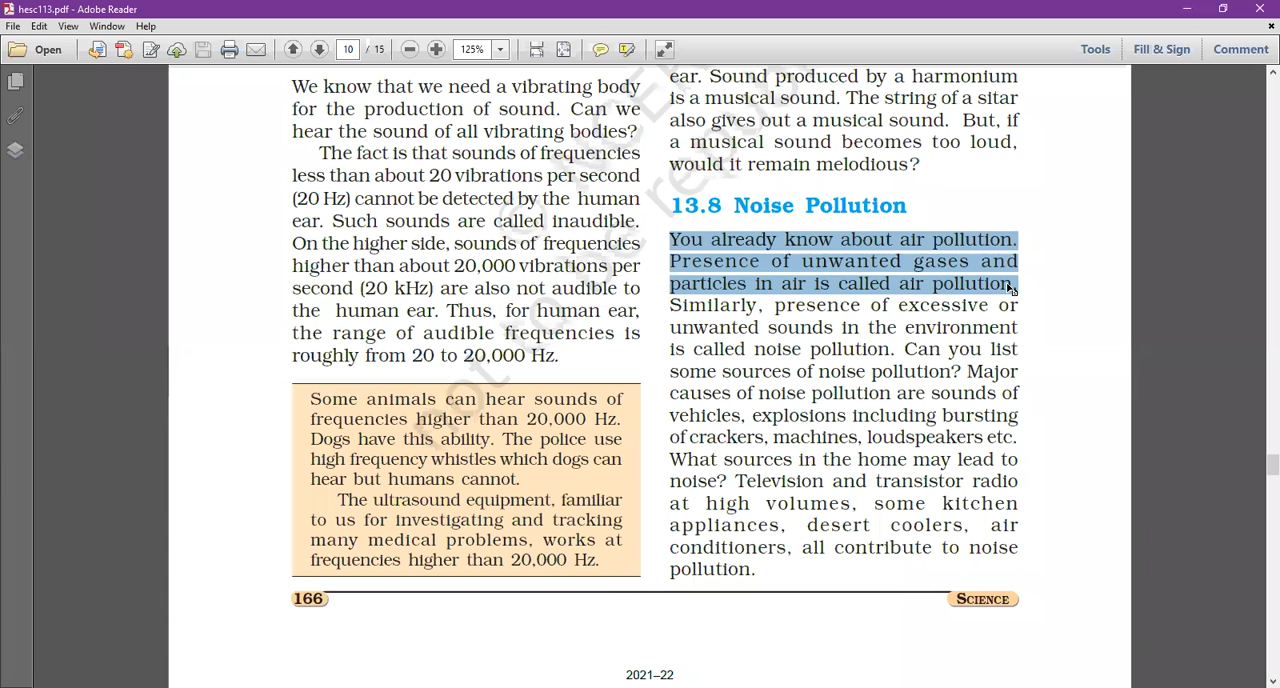 hesc113.pdf - Adobe Reader
File Edit View Window Help
Open 10 / 15 125% Tools Fill & Sign Comment
We know that we need a vibrating body
for the production of sound. Can we
hear the sound of all vibrating bodies?
The fact is that sounds of frequencies
less than about 20 vibrations per second
(20 Hz) cannot be detected by the human
ear. Such sounds are called inaudible.
On the higher side, sounds of frequencies
higher than about 20,000 vibrations per
second (20 kHz) are also not audible to
the human ear. Thus, for human ear,
the range of audible frequencies is
roughly from 20 to 20,000 Hz.
Some animals can hear sounds of
frequencies higher than 20,000 Hz.
Dogs have this ability. The police use
high frequency whistles which dogs can
hear but humans cannot.
The ultrasound equipment, familiar
to us for investigating and tracking
many medical problems, works at
frequencies higher than 20,000 Hz.
ear. Sound produced by a harmonium
is a musical sound. The string of a sitar
also gives out a musical sound. But, if
a musical sound becomes too loud,
would it remain melodious?
13.8 Noise Pollution
You already know about air pollution.
Presence of unwanted gases and
particles in air is called air pollution.
Similarly, presence of excessive or
unwanted sounds in the environment
is called noise pollution. Can you list
some sources of noise pollution? Major
causes of noise pollution are sounds of
vehicles, explosions including bursting
of crackers, machines, loudspeakers etc.
What sources in the home may lead to
noise? Television and transistor radio
at high volumes, some kitchen
appliances, desert coolers, air
conditioners, all contribute to noise
pollution.
166
SCIENCE
2021–22
© NCER
not to be repu